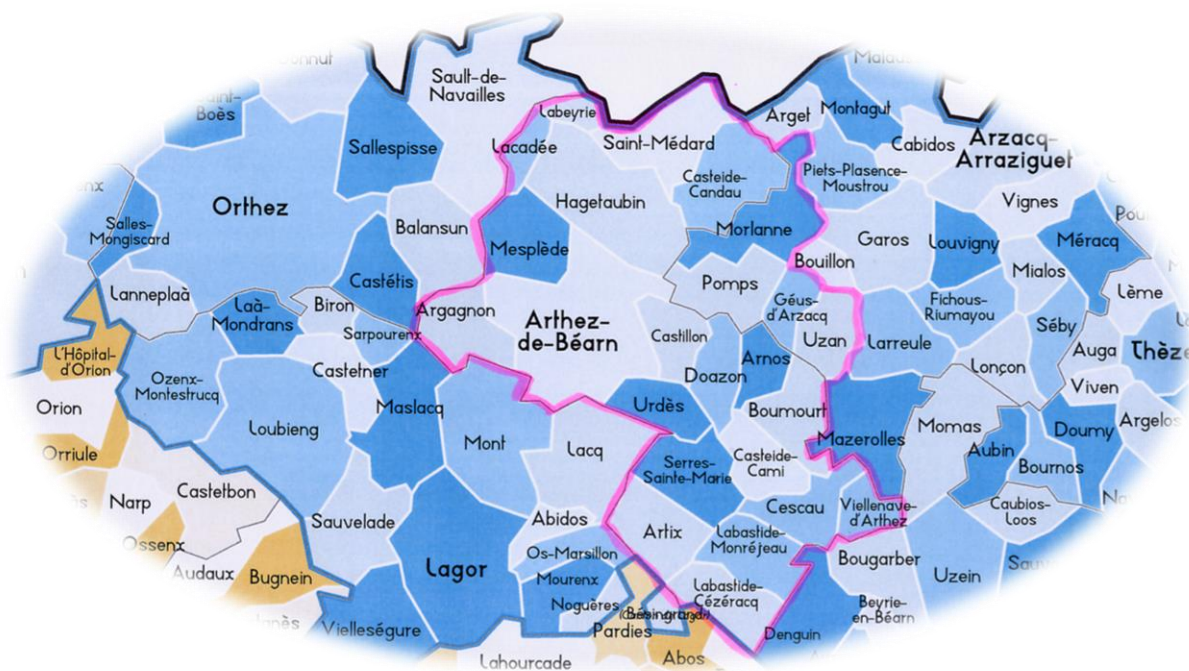 Sault-de-
Navailles
Boès
Sallespisse
Labeyrie
Lacadée
Saint-Médard
Arget
Montagut
Cabidos
Arzacq-
Arraziguet
Casteide-
Candau
Piets-Plasence-
Moustrou
Vignes
Orthez
Hagetaubin
Salles-
Mongiscard
Balansun
Morlanne
Garos
Louvigny
Méracq
Mesplède
Bouillon
Mialos
Lanneplaà
Castétis
Pomps
Lème
Laà-
Mondrans
Biron
Argagnon
Sarpourenx
Arthez-
de-Béarn
Géus-
d'Arzacq
Fichous-
Riumayou
Séby
Castillon
Uzan
Larreule
Auga
Thèze
l'Hôpital-
d'Orion
Castetner
Doazon
Arnos
Lonçon
Viven
Ozenx-
Montestrucq
Maslacq
Urdès
Boumourt
Argelos
Orion
Loubieng
Mont
Mazerolles
Momas
Doumy
Lacq
Casteide-
Cami
Aubin
Bournos
Orriule
Serres-
Sainte-Marie
Castetbon
Narp
Cescau
Viellenave-
d'Arthez
Caubios-
Loos
Sauvelade
Abidos
Artix
Labastide-
Monréjeau
Ossenx
Os-Marsillon
Bougarber
Audaux
Bugnein
Lagor
Mourenx
Uzein
Noguères
Labastide-
Cézéracq
Beyrie-
en-Béarn
Vielleségure
Pardies
Denguin
Lahourcade
Abos